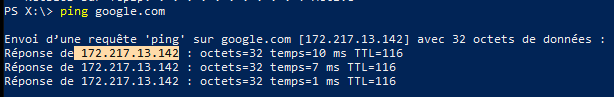 PS X:\> ping google.com
Envoi d'une requête 'ping' sur google.com [172.217.13.142] avec 32 octets de données :
Réponse de 172.217.13.142 : octets=32 temps=10 ms TTL=116
Réponse de 172.217.13.142 : octets=32 temps=7 ms TTL=116
Réponse de 172.217.13.142 : octets=32 temps=1 ms TTL=116